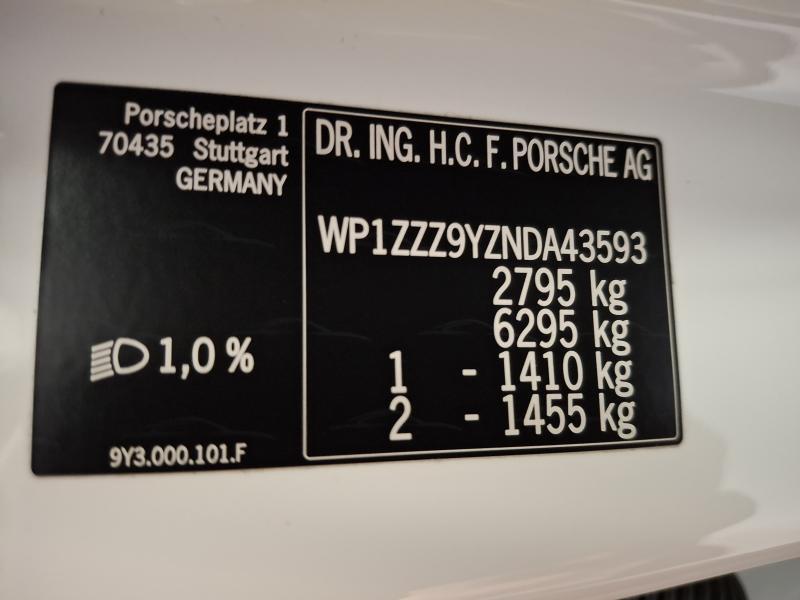 Porscheplatz 1
70435 Stuttgart
GERMANY
DR. ING. H.C. F. PORSCHE AG
WP1ZZZ9YZNDA43593
2795 kg
6295 kg
1 - 1410 kg
2 - 1455 kg
1,0 %
9Y3.000.101.F